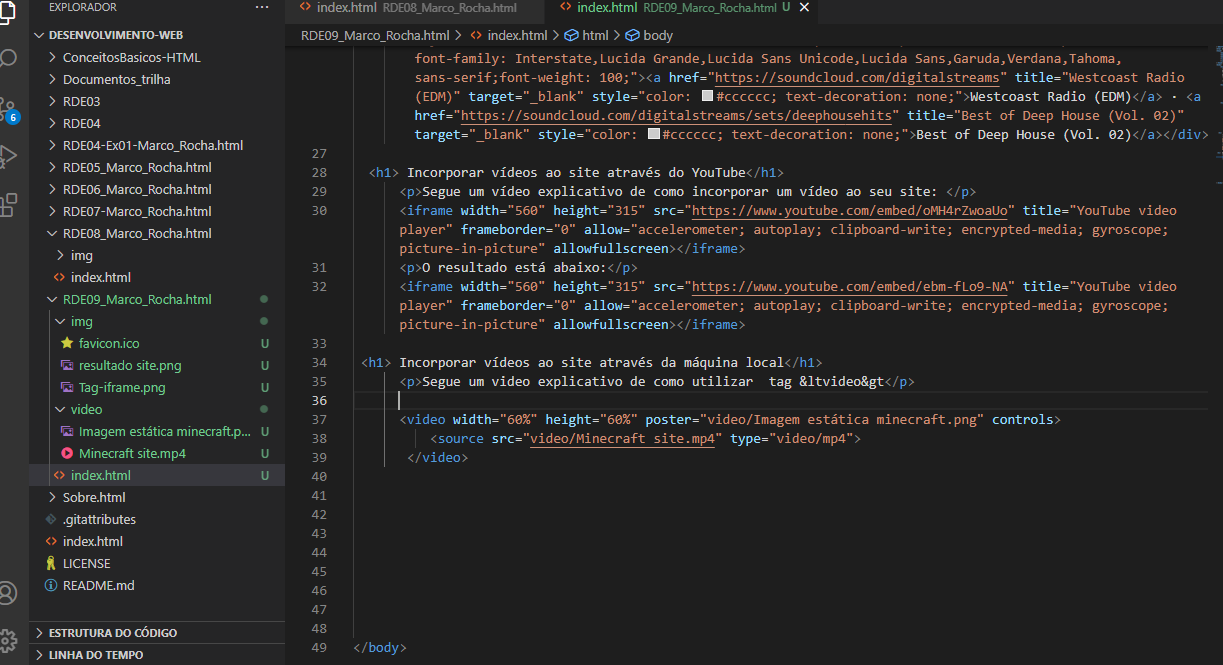 EXPLORADOR
DESENVOLVIMENTO-WEB
ConceitosBasicos-HTML
Documentos_trilha
RDE03
RDE04
RDE04-Ex01-Marco_Rocha.html
RDE05_Marco_Rocha.html
RDE06_Marco_Rocha.html
RDE07-Marco_Rocha.html
RDE08_Marco_Rocha.html
img
index.html
RDE09_Marco_Rocha.html
img
favicon.ico U
resultado site.png U
Tag-iframe.png U
video
Imagem estática minecraft.p... U
Minecraft site.mp4 U
index.html U
Sobre.html
.gitattributes
index.html
LICENSE
README.md
ESTRUTURA DO CÓDIGO
LINHA DO TEMPO
6
index.html RDE08_Marco_Rocha.html
index.html RDE09_Marco_Rocha.html U
RDE09_Marco_Rocha.html > index.html > html > body
font-family: Interstate,Lucida Grande,Lucida Sans Unicode,Lucida Sans,Garuda,Verdana,Tahoma,
sans-serif;font-weight: 100;"><a href="https://soundcloud.com/digitalstreams" title="Westcoast Radio
(EDM)" target="_blank" style="color: #cccccc; text-decoration: none;">Westcoast Radio (EDM)</a> · <a
href="https://soundcloud.com/digitalstreams/sets/deephousehits" title="Best of Deep House (Vol. 02)"
target="_blank" style="color: #cccccc; text-decoration: none;">Best of Deep House (Vol. 02)</a></div>
27
28 <h1> Incorporar vídeos ao site através do YouTube</h1>
29 <p>Segue um vídeo explicativo de como incorporar um vídeo ao seu site: </p>
30 <iframe width="560" height="315" src="https://www.youtube.com/embed/oMH4rZwoaUo" title="YouTube video
player" frameborder="0" allow="accelerometer; autoplay; clipboard-write; encrypted-media; gyroscope;
picture-in-picture" allowfullscreen></iframe>
31 <p>O resultado está abaixo:</p>
32 <iframe width="560" height="315" src="https://www.youtube.com/embed/ebm-fLo9-NA" title="YouTube video
player" frameborder="0" allow="accelerometer; autoplay; clipboard-write; encrypted-media; gyroscope;
picture-in-picture" allowfullscreen></iframe>
33
34 <h1> Incorporar vídeos ao site através da máquina local</h1>
35 <p>Segue um video explicativo de como utilizar  tag &ltvideo&gt</p>
36
37 <video width="60%" height="60%" poster="video/Imagem estática minecraft.png" controls>
38 <source src="video/Minecraft site.mp4" type="video/mp4">
39 </video>
40
41
42
43
44
45
46
47
48
49 </body>